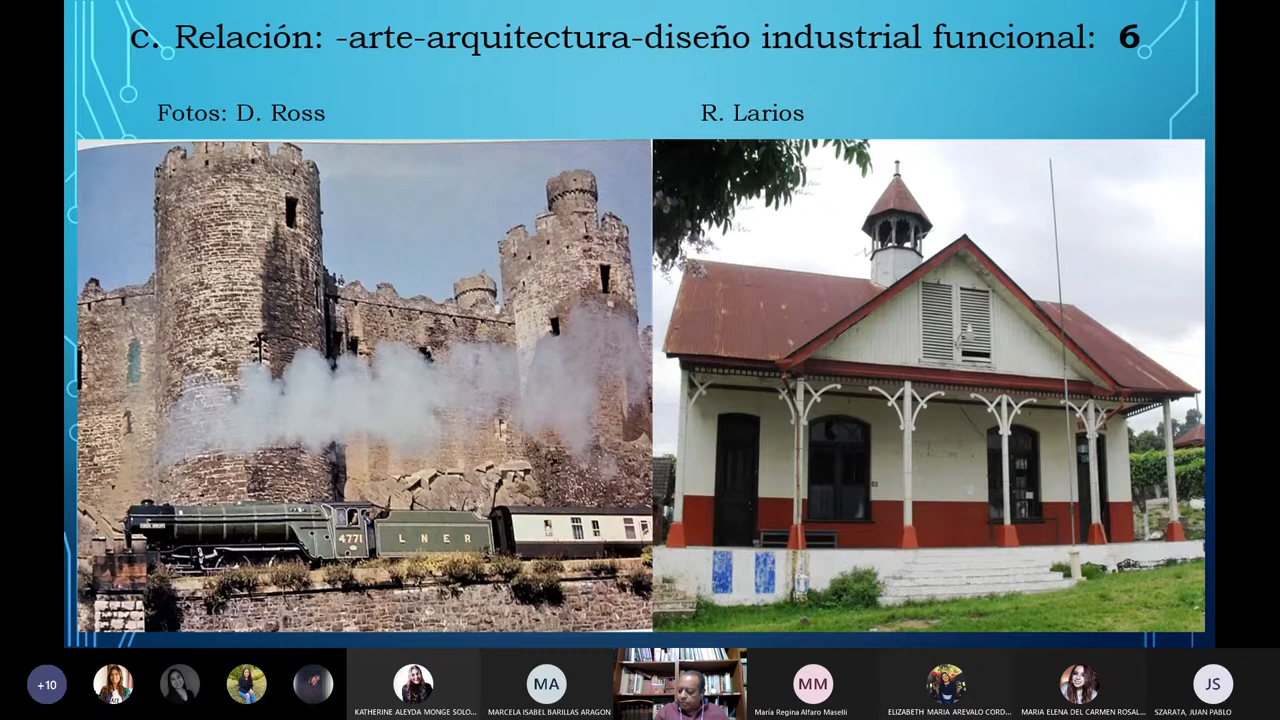 c. Relación: -arte-arquitectura-diseño industrial funcional: 6
Fotos: D. Ross
R. Larios
4771
L N E R
+10
MA
MM
JS
KATHERINE ALEYDA MONGE SOLO...
MARCELA ISABEL BARILLAS ARAGON
María Regina Alfaro Maselli
ELIZABETH MARIA AREVALO CORD...
MARIA ELENA DEL CARMEN ROSAL...
SZARATA, JUAN PABLO